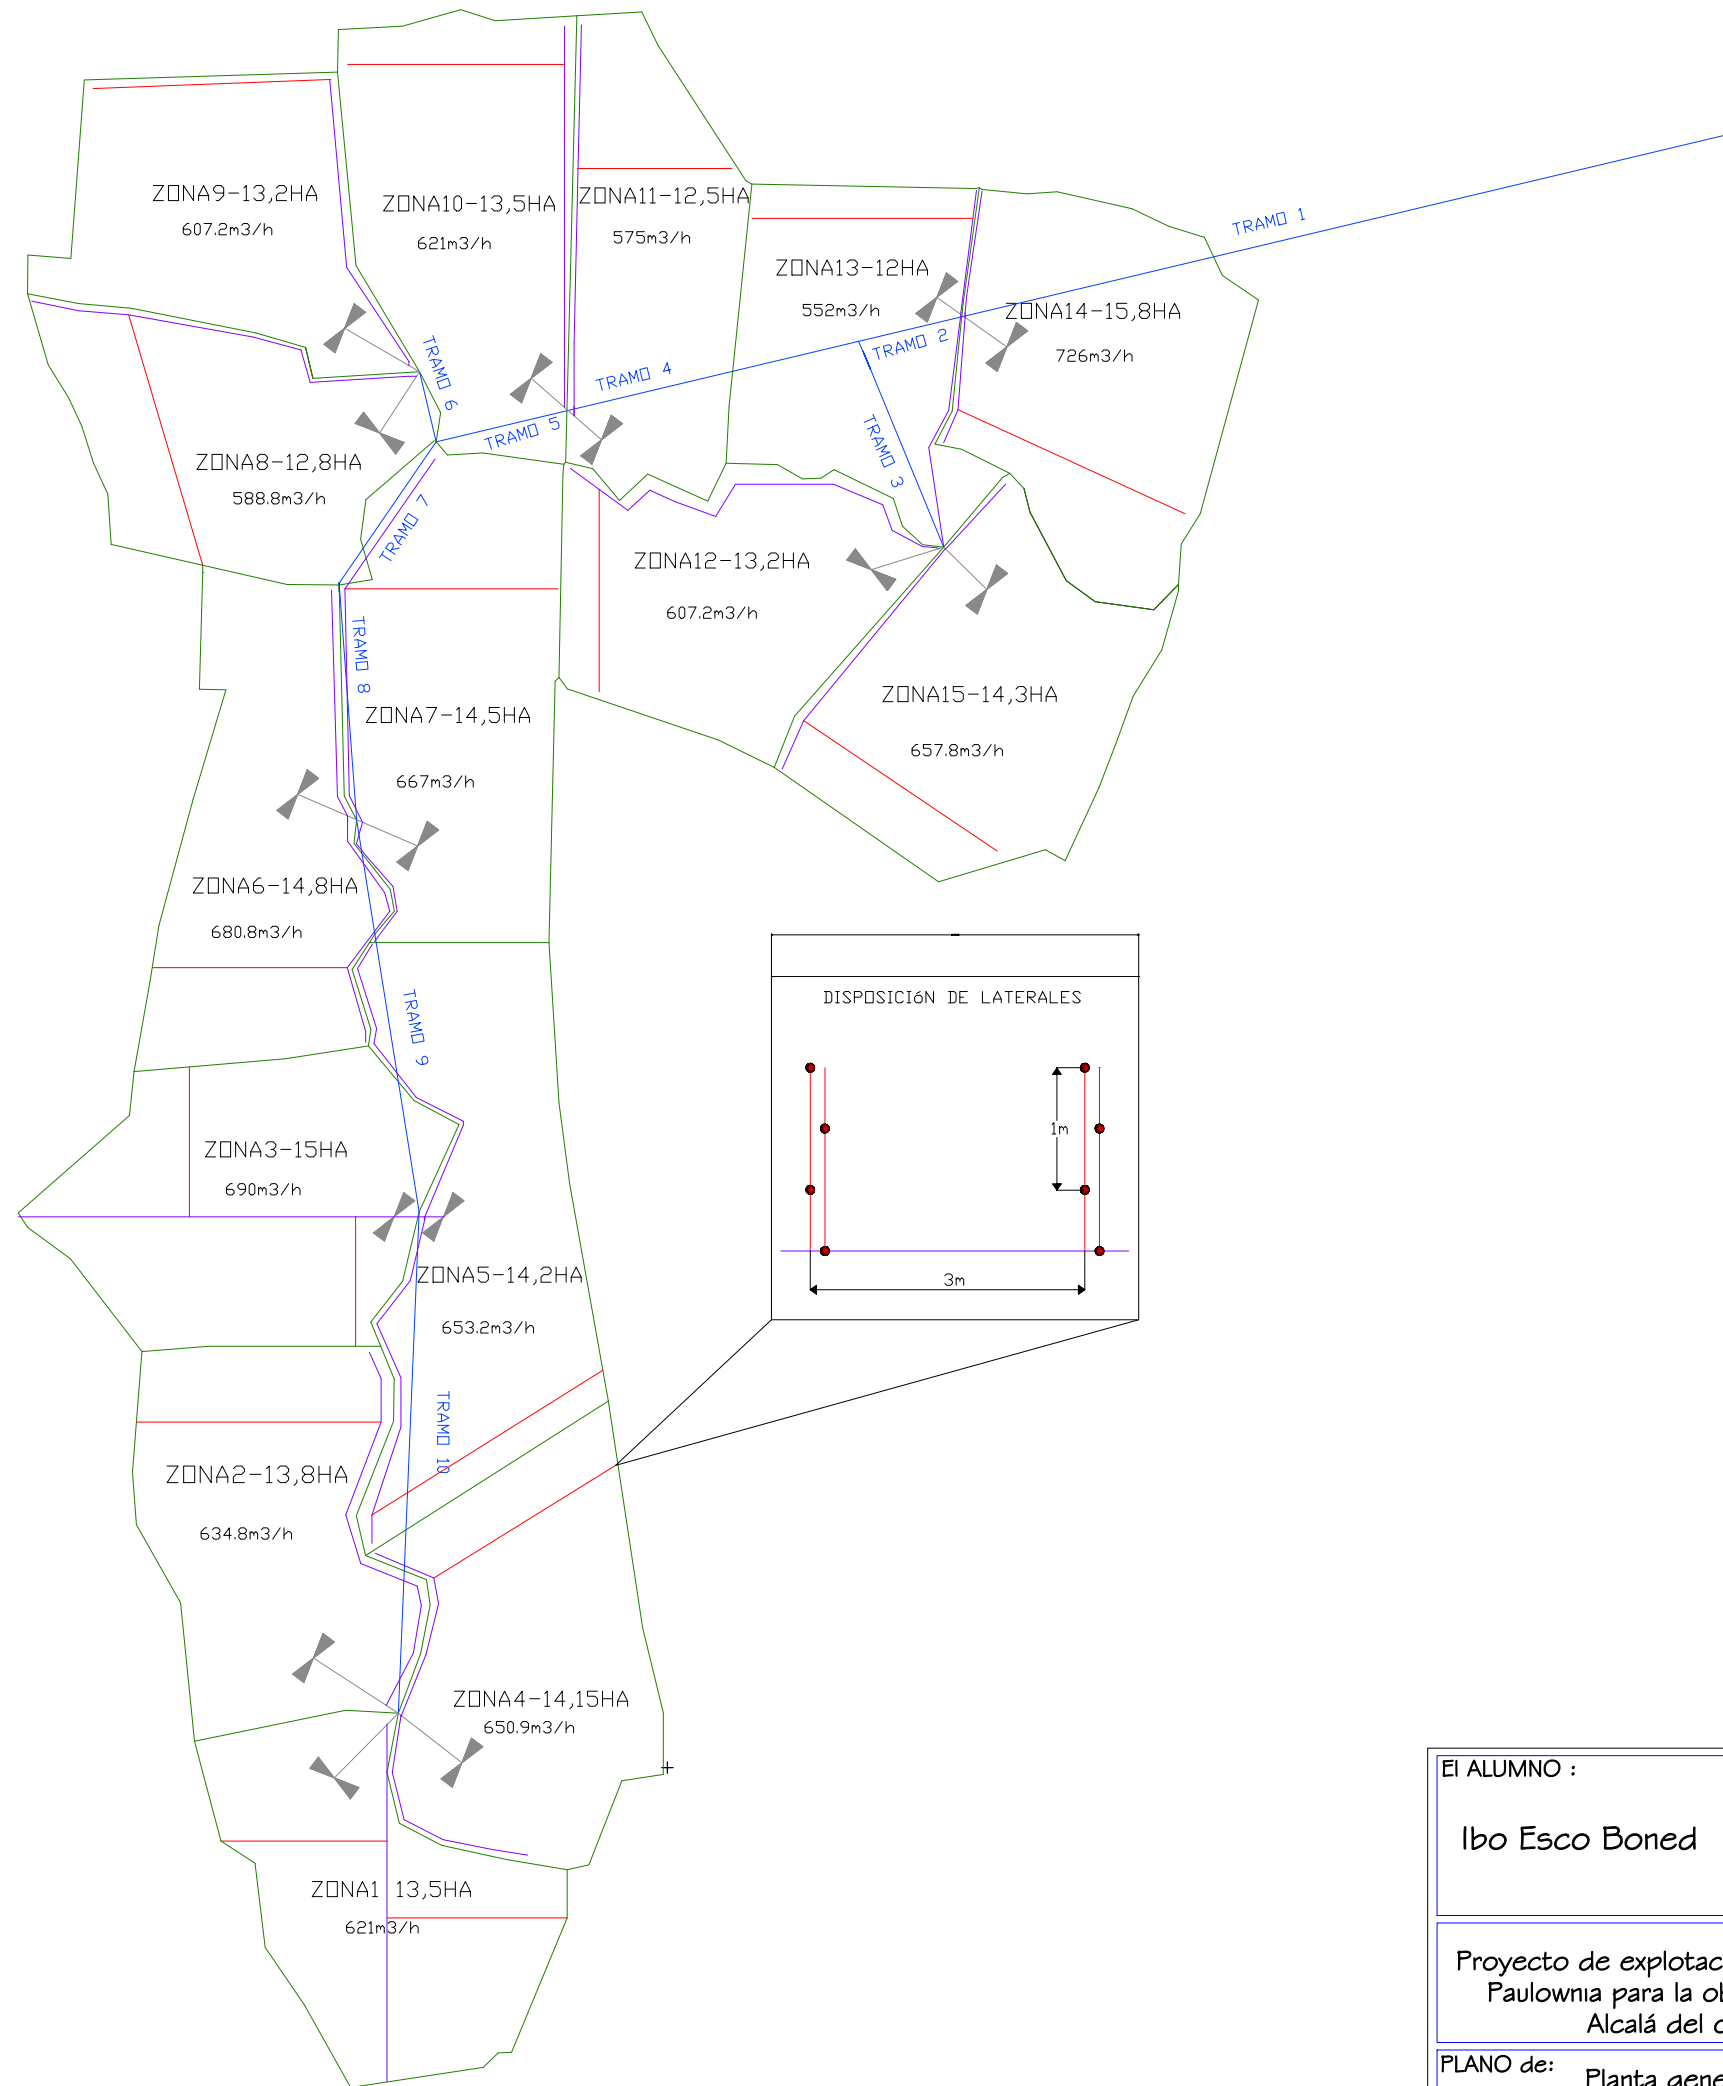 TRAMO 1
ZONA9-13,2HA
607.2m3/h
ZONA10-13,5HA
621m3/h
ZONA11-12,5HA
575m3/h
ZONA13-12HA
552m3/h
ZONA14-15,8HA
726m3/h
TRAMO 2
TRAMO 6
TRAMO 4
TRAMO 5
TRAMO 3
ZONA8-12,8HA
588.8m3/h
TRAMO 7
ZONA12-13,2HA
607.2m3/h
TRAMO 8
ZONA7-14,5HA
667m3/h
ZONA15-14,3HA
657.8m3/h
ZONA6-14,8HA
680.8m3/h
TRAMO 9
DISPOSICIóN DE LATERALES
1m
3m
ZONA3-15HA
690m3/h
ZONA5-14,2HA
653.2m3/h
TRAMO 10
ZONA2-13,8HA
634.8m3/h
ZONA4-14,15HA
650.9m3/h
ZONA1 13,5HA
621m3/h
El ALUMNO :
Ibo Esco Boned
Proyecto de explotac
Paulownia para la ob
Alcalá del
PLANO de:
Planta gene